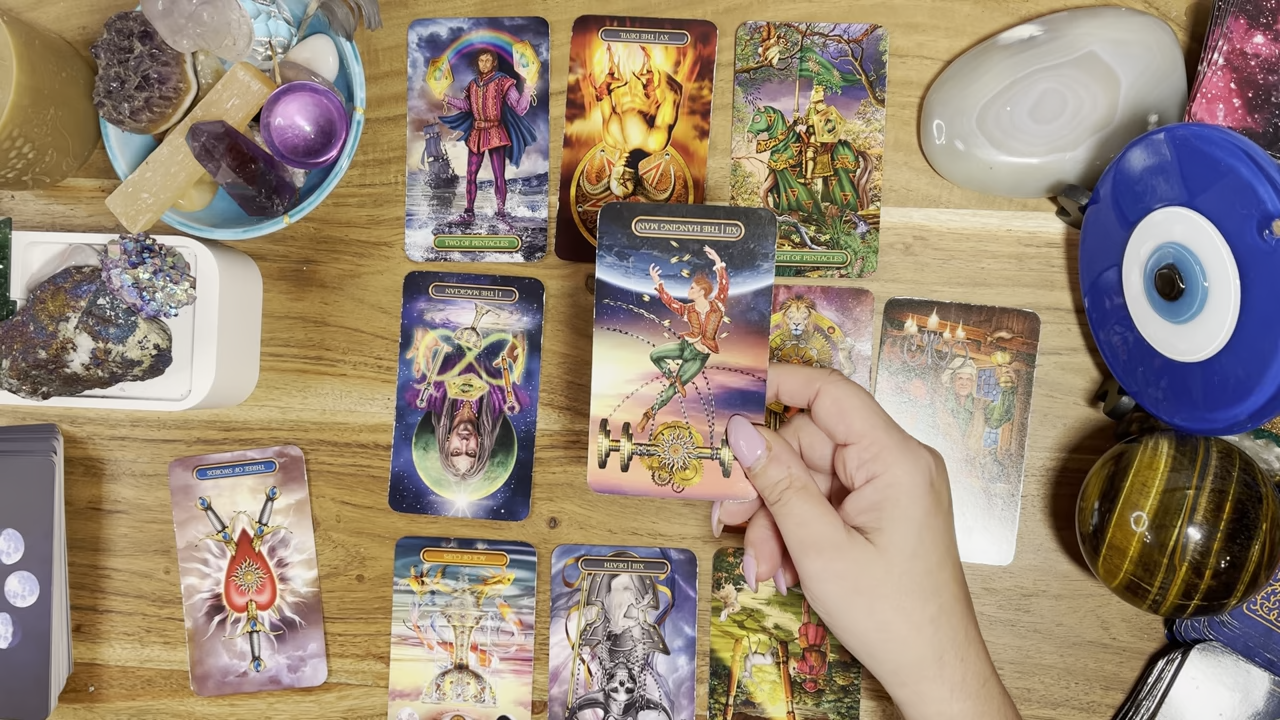 XV | THE DEVIL
TWO OF PENTACLES
GHT OF PENTACLES
XII | THE HANGING MAN
I | THE MAGICIAN
THREE OF SWORDS
ACE OF CUPS
XIII | DEATH